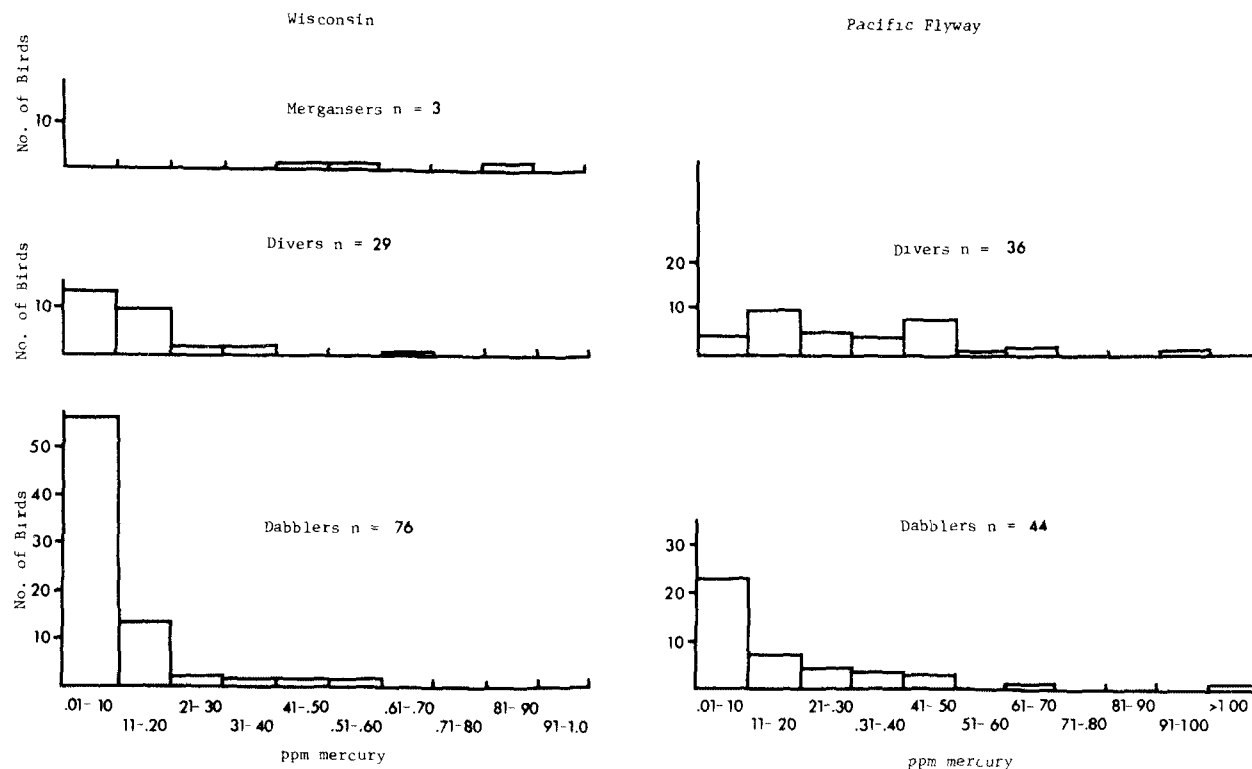 Wisconsin
No. of Birds
10
Mergansers n = 3
No. of Birds
10
Divers n = 29
No. of Birds
50
40
30
20
10
Dabblers n = 76
.01- 10
11-.20
21- 30
31- 40
41-.50
.51-.60
.61-.70
.71-80
81- 90
91-1.0
ppm mercury
Pacific Flyway
20
10
Divers n = 36
30
20
10
Dabblers n = 44
.01- 10
11- 20
21-.30
.31-.40
41- 50
51- 60
61- 70
71-.80
81- 90
91-100
>1 00
ppm mercury